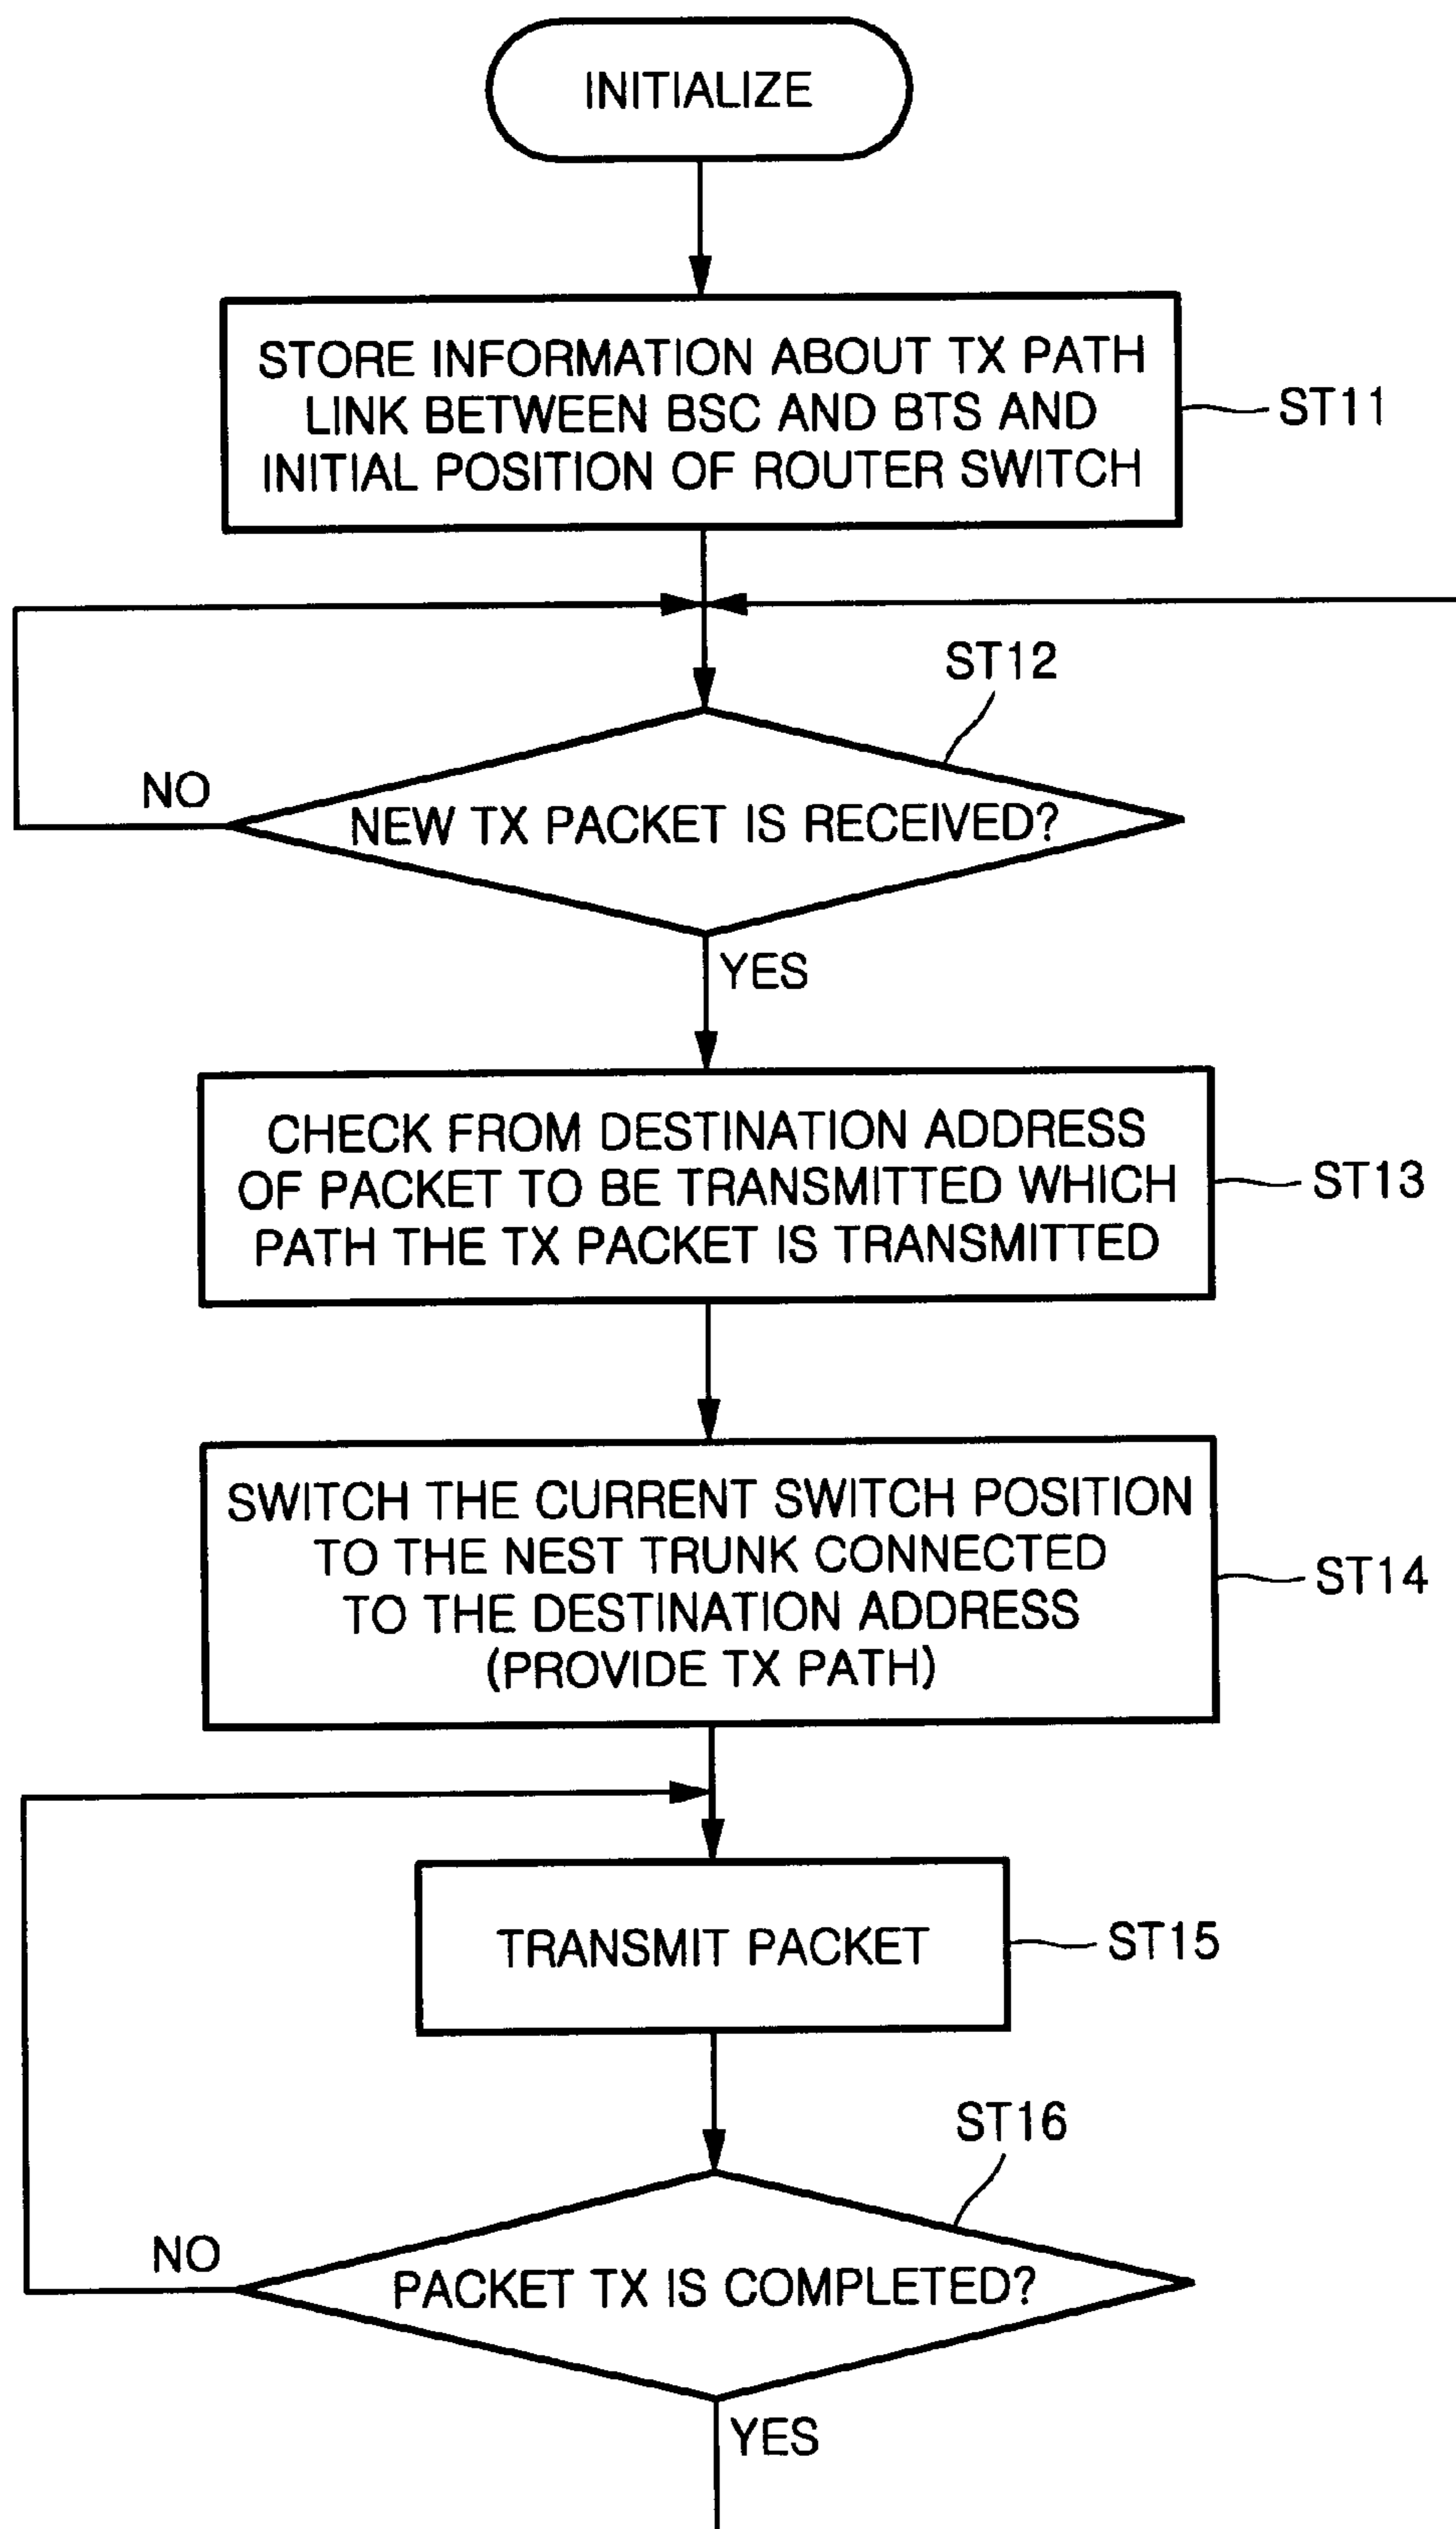 INITIALIZE
STORE INFORMATION ABOUT TX PATH
LINK BETWEEN BSC AND BTS AND
INITIAL POSITION OF ROUTER SWITCH
ST11
ST12
NO
NEW TX PACKET IS RECEIVED?
YES
CHECK FROM DESTINATION ADDRESS
OF PACKET TO BE TRANSMITTED WHICH
PATH THE TX PACKET IS TRANSMITTED
ST13
SWITCH THE CURRENT SWITCH POSITION
TO THE NEST TRUNK CONNECTED
TO THE DESTINATION ADDRESS
(PROVIDE TX PATH)
ST14
TRANSMIT PACKET
ST15
ST16
NO
PACKET TX IS COMPLETED?
YES